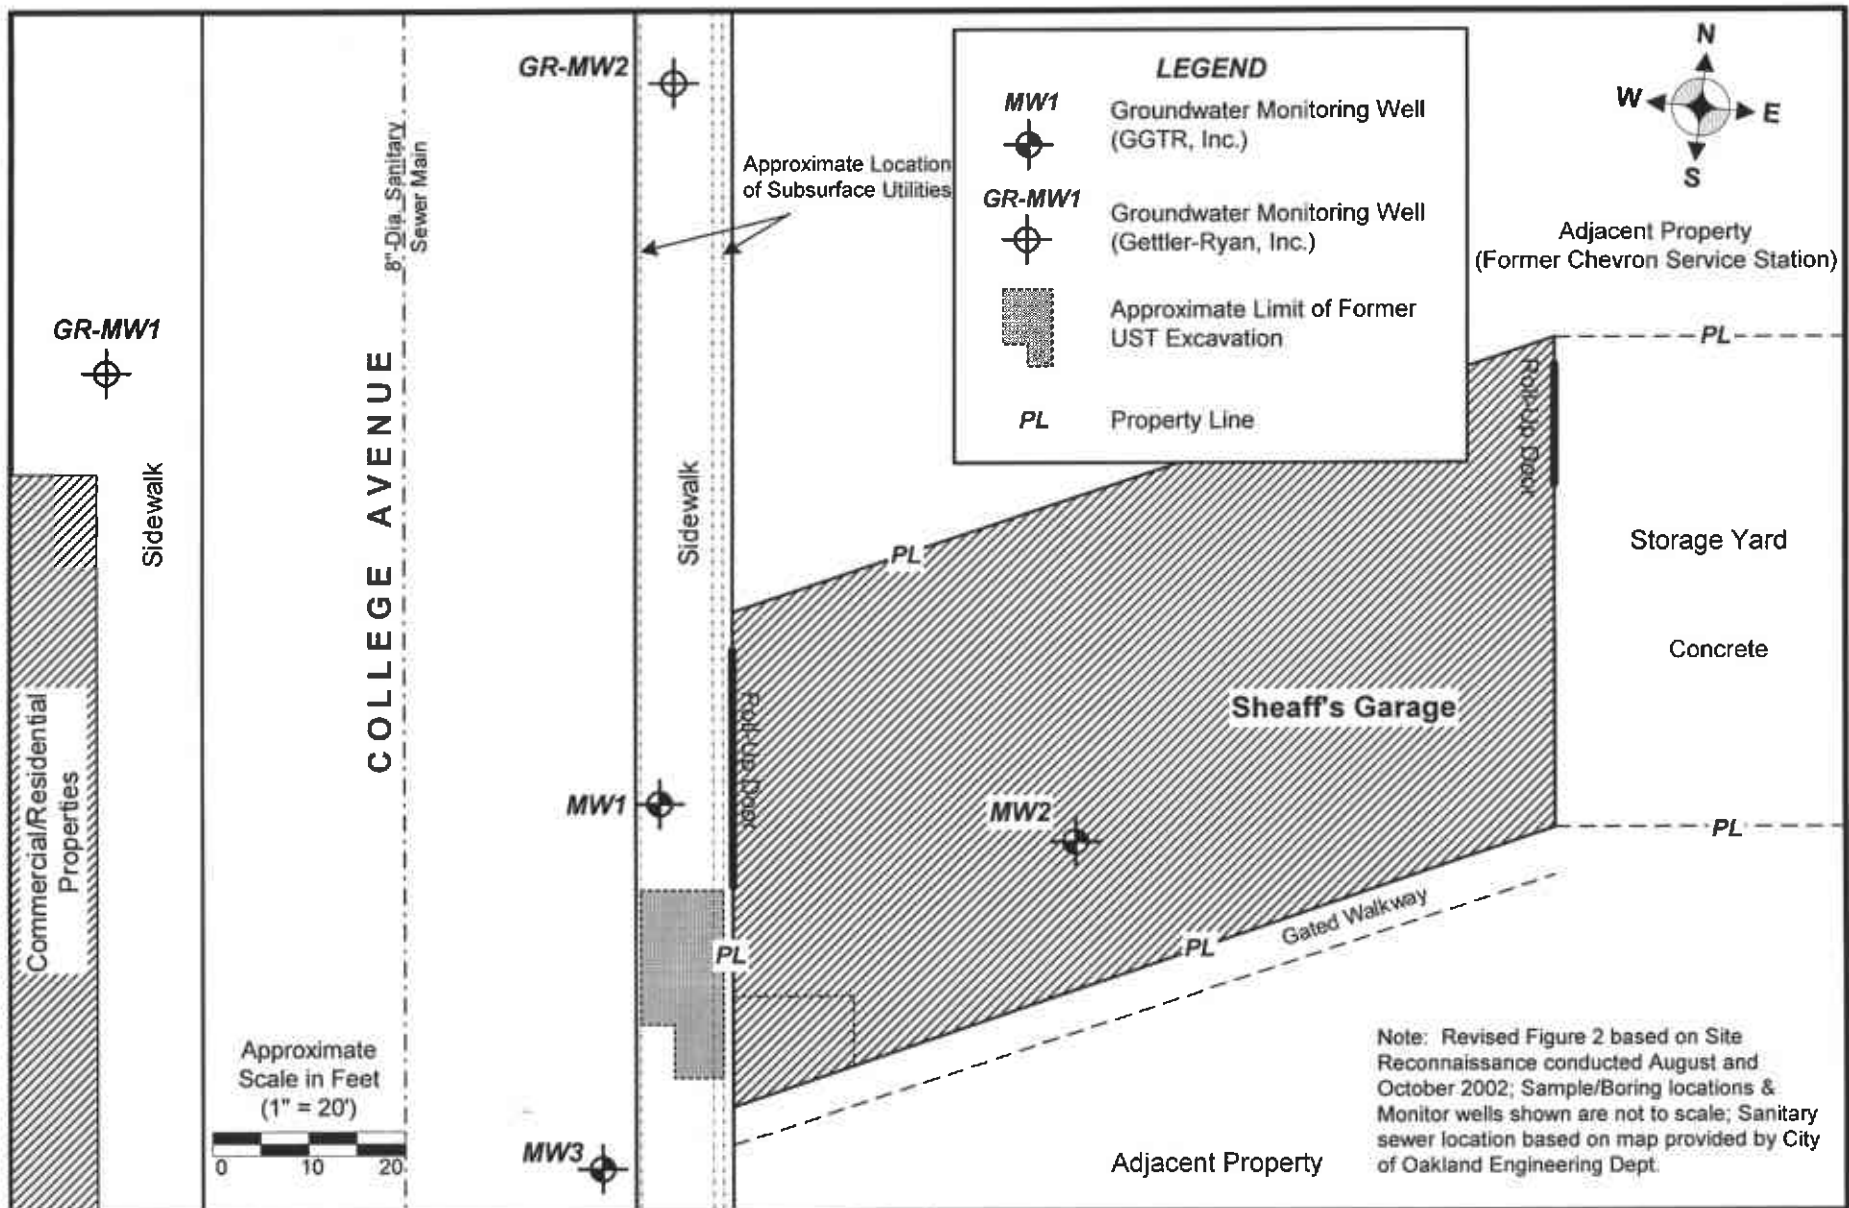 GR-MW2
8" Dia. Sanitary
Sewer Main
Approximate Location
of Subsurface Utilities
LEGEND
MW1
Groundwater Monitoring Well
(GGTR, Inc.)
GR-MW1
Groundwater Monitoring Well
(Gettler-Ryan, Inc.)
Approximate Limit of Former
UST Excavation
PL
Property Line
N
W
E
S
Adjacent Property
(Former Chevron Service Station)
PL
GR-MW1
Sidewalk
COLLEGE AVENUE
Sidewalk
PL
Roll-Up Door
Storage Yard
Concrete
Sheaff's Garage
Roll-Up Door
Commercial/Residential
Properties
MW1
MW2
PL
Gated Walkway
PL
PL
Approximate
Scale in Feet
(1" = 20')
0 10 20
MW3
Adjacent Property
Note: Revised Figure 2 based on Site
Reconnaissance conducted August and
October 2002; Sample/Boring locations &
Monitor wells shown are not to scale; Sanitary
sewer location based on map provided by City
of Oakland Engineering Dept.